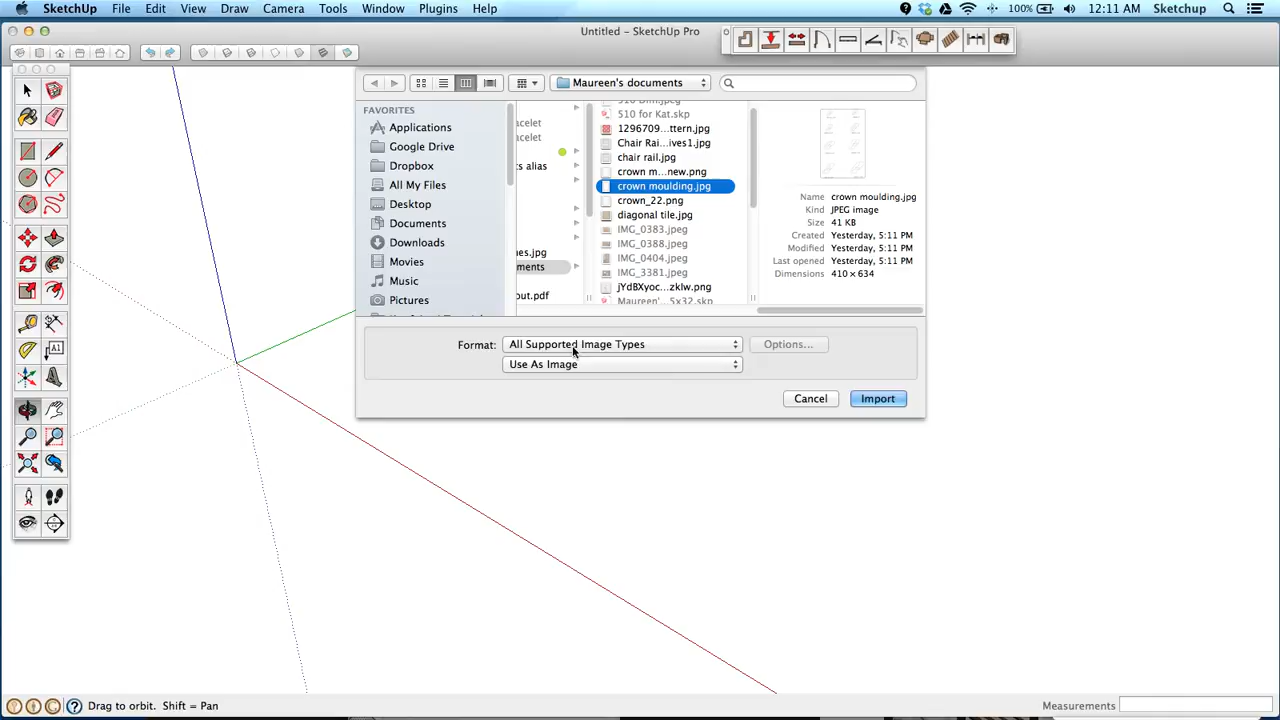 SketchUp File Edit View Draw Camera Tools Window Plugins Help 100% 12:11 AM Sketchup
Untitled – SketchUp Pro
Maureen's documents
FAVORITES
Applications
Google Drive
Dropbox
All My Files
Desktop
Documents
Downloads
Movies
Music
Pictures
acelet
acelet
ts alias
nes.jpg
ments
out.pdf
510 for Kat.skp
1296709...ttern.jpg
Chair Rai...ives1.jpg
chair rail.jpg
crown m...new.png
crown moulding.jpg
crown_22.png
diagonal tile.jpg
IMG_0383.jpeg
IMG_0388.jpeg
IMG_0404.jpeg
IMG_3381.jpeg
jYdBXyoc...zklw.png
Maureen'...5x32.skp
Name crown moulding.jpg
Kind JPEG image
Size 41 KB
Created Yesterday, 5:11 PM
Modified Yesterday, 5:11 PM
Last opened Yesterday, 5:11 PM
Dimensions 410 × 634
Format: All Supported Image Types Options...
Use As Image
Cancel Import
A1
Drag to orbit. Shift = Pan Measurements